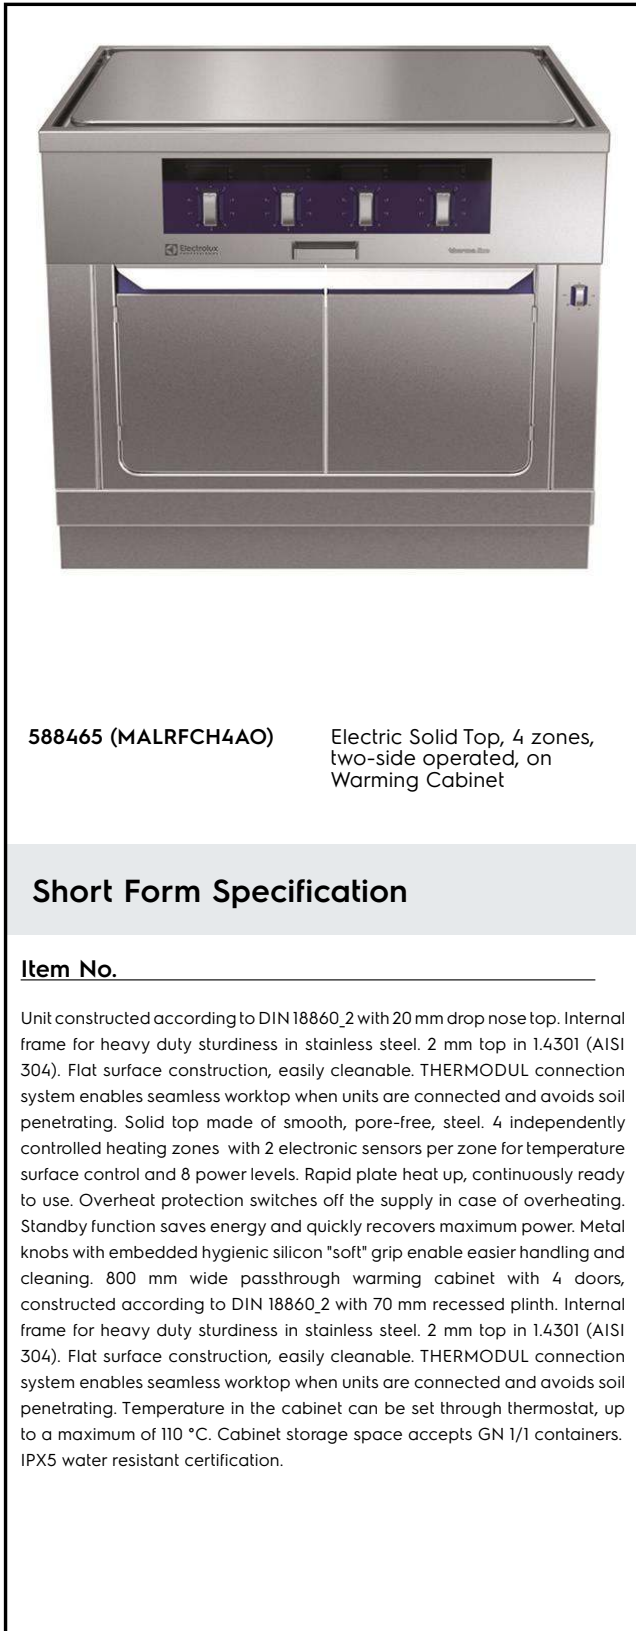 Electrolux
PROFESSIONAL
thermaline
588465 (MALRFCH4AO)
Electric Solid Top, 4 zones,
two-side operated, on
Warming Cabinet
Short Form Specification
Item No.
Unit constructed according to DIN 18860_2 with 20 mm drop nose top. Internal
frame for heavy duty sturdiness in stainless steel. 2 mm top in 1.4301 (AISI
304). Flat surface construction, easily cleanable. THERMODUL connection
system enables seamless worktop when units are connected and avoids soil
penetrating. Solid top made of smooth, pore-free, steel. 4 independently
controlled heating zones with 2 electronic sensors per zone for temperature
surface control and 8 power levels. Rapid plate heat up, continuously ready
to use. Overheat protection switches off the supply in case of overheating.
Standby function saves energy and quickly recovers maximum power. Metal
knobs with embedded hygienic silicon "soft" grip enable easier handling and
cleaning. 800 mm wide passthrough warming cabinet with 4 doors,
constructed according to DIN 18860_2 with 70 mm recessed plinth. Internal
frame for heavy duty sturdiness in stainless steel. 2 mm top in 1.4301 (AISI
304). Flat surface construction, easily cleanable. THERMODUL connection
system enables seamless worktop when units are connected and avoids soil
penetrating. Temperature in the cabinet can be set through thermostat, up
to a maximum of 110 °C. Cabinet storage space accepts GN 1/1 containers.
IPX5 water resistant certification.